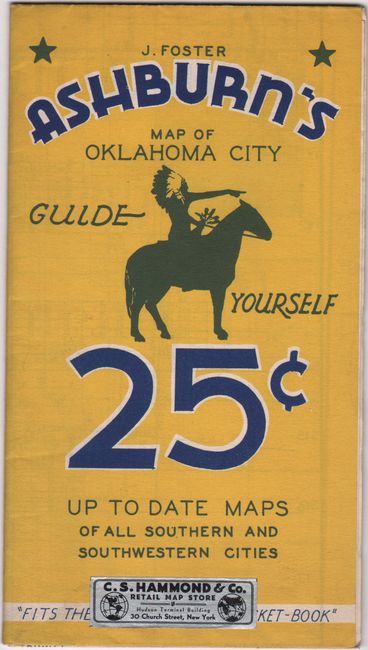 J. FOSTER
ASHBURN'S
MAP OF
OKLAHOMA CITY
GUIDE
YOURSELF
25¢
UP TO DATE MAPS
OF ALL SOUTHERN AND
SOUTHWESTERN CITIES
C. S. HAMMOND & Co.
RETAIL MAP STORE
Hudson Terminal Building
30 Church Street, New York
"FITS THE KET-BOOK"